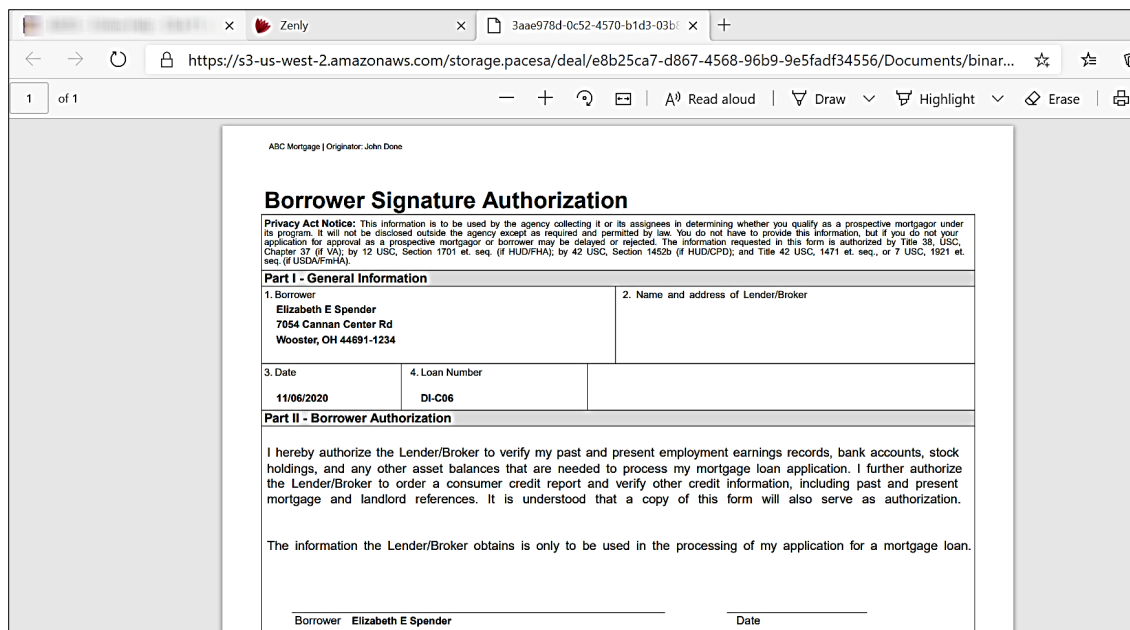 Zenly
3aae978d-0c52-4570-b1d3-03b8
https://s3-us-west-2.amazonaws.com/storage.pacesa/deal/e8b25ca7-d867-4568-96b9-9e5fadf34556/Documents/binar...
1 of 1
Read aloud
Draw
Highlight
Erase
ABC Mortgage | Originator: John Done
Borrower Signature Authorization
Privacy Act Notice: This information is to be used by the agency collecting it or its assignees in determining whether you qualify as a prospective mortgagor under
its program. It will not be disclosed outside the agency except as required and permitted by law. You do not have to provide this information, but if you do not your
application for approval as a prospective mortgagor or borrower may be delayed or rejected. The information requested in this form is authorized by Title 38, USC,
Chapter 37 (if VA); by 12 USC, Section 1701 et. seq. (if HUD/FHA); by 42 USC, Section 1452b (if HUD/CPD); and Title 42 USC, 1471 et. seq., or 7 USC, 1921 et.
seq. (if USDA/FmHA).
Part I - General Information
1. Borrower
Elizabeth E Spender
7054 Cannan Center Rd
Wooster, OH 44691-1234
2. Name and address of Lender/Broker
3. Date
11/06/2020
4. Loan Number
DI-C06
Part II - Borrower Authorization
I hereby authorize the Lender/Broker to verify my past and present employment earnings records, bank accounts, stock
holdings, and any other asset balances that are needed to process my mortgage loan application. I further authorize
the Lender/Broker to order a consumer credit report and verify other credit information, including past and present
mortgage and landlord references. It is understood that a copy of this form will also serve as authorization.
The information the Lender/Broker obtains is only to be used in the processing of my application for a mortgage loan.
Borrower Elizabeth E Spender
Date